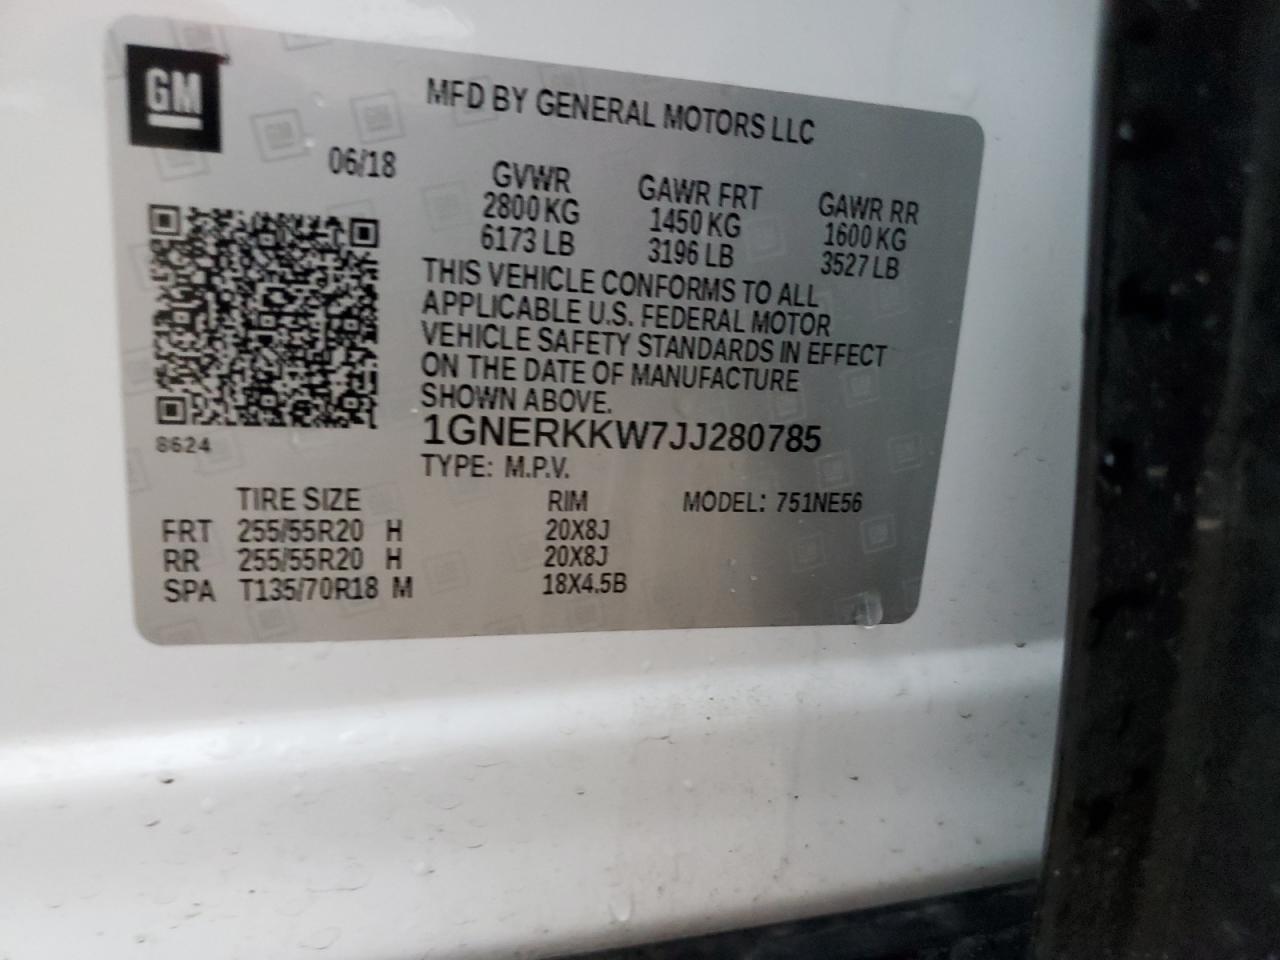 GM
MFD BY GENERAL MOTORS LLC
06/18
GVWR GAWR FRT GAWR RR
2800 KG 1450 KG 1600 KG
6173 LB 3196 LB 3527 LB
THIS VEHICLE CONFORMS TO ALL
APPLICABLE U.S. FEDERAL MOTOR
VEHICLE SAFETY STANDARDS IN EFFECT
ON THE DATE OF MANUFACTURE
SHOWN ABOVE.
8624
1GNERKKW7JJ280785
TYPE: M.P.V.
TIRE SIZE RIM MODEL: 751NE56
FRT 255/55R20 H 20X8J
RR 255/55R20 H 20X8J
SPA T135/70R18 M 18X4.5B